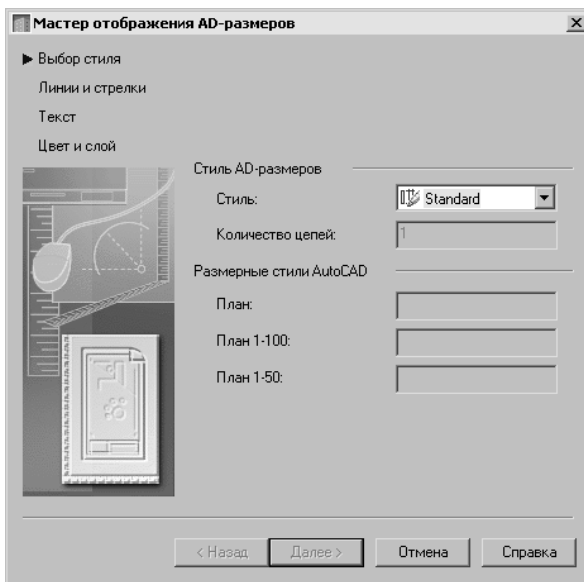 Мастер отображения AD-размеров
Выбор стиля
Линии и стрелки
Текст
Цвет и слой
Стиль AD-размеров
Стиль: Standard
Количество цепей: 1
Размерные стили AutoCAD
План:
План 1-100:
План 1-50:
< Назад Далее > Отмена Справка